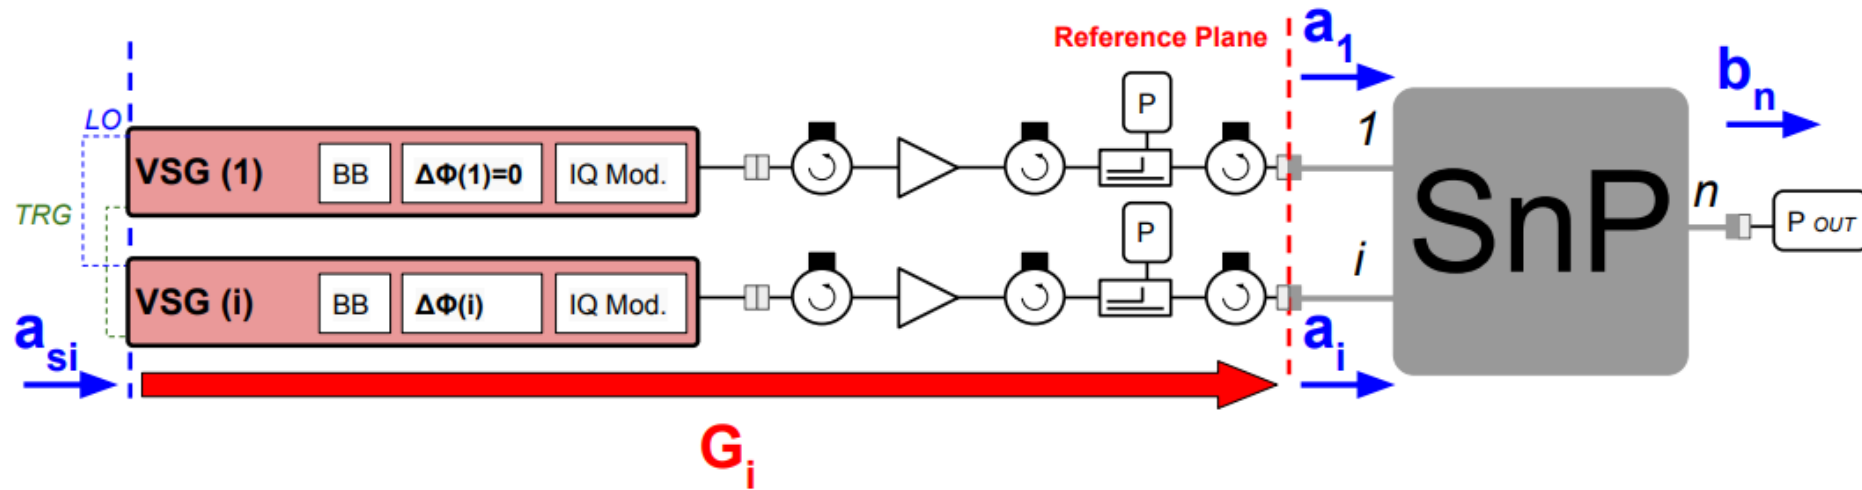 Reference Plane
a1
bn
LO
P
1
VSG (1)
BB
ΔΦ(1)=0
IQ Mod.
SnP
n
TRG
P
P OUT
i
VSG (i)
BB
ΔΦ(i)
IQ Mod.
asi
ai
Gi